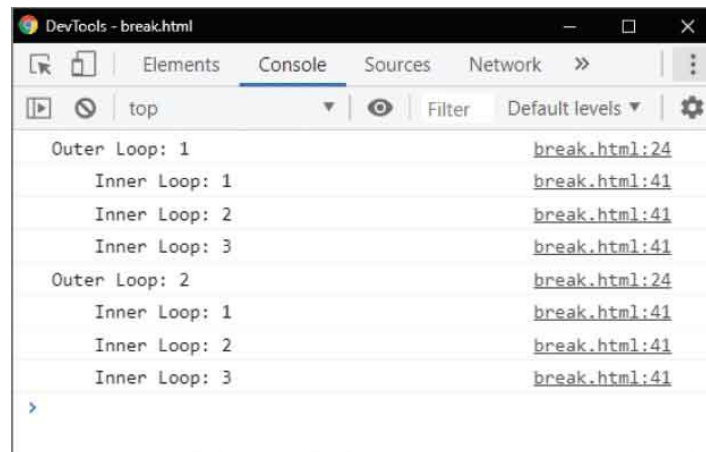 DevTools - break.html
Elements Console Sources Network »
top Filter Default levels
Outer Loop: 1 break.html:24
Inner Loop: 1 break.html:41
Inner Loop: 2 break.html:41
Inner Loop: 3 break.html:41
Outer Loop: 2 break.html:24
Inner Loop: 1 break.html:41
Inner Loop: 2 break.html:41
Inner Loop: 3 break.html:41